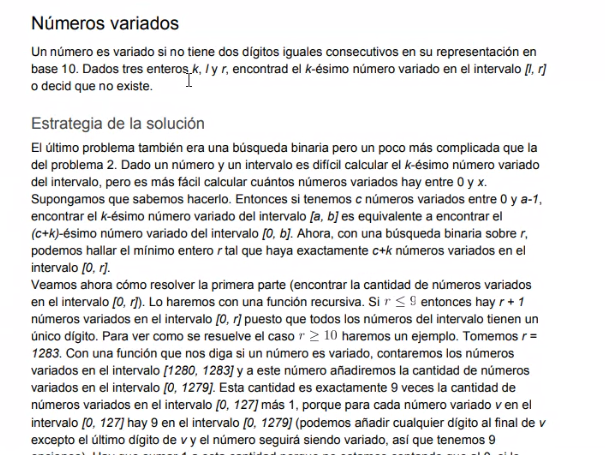 Números variados
Un número es variado si no tiene dos dígitos iguales consecutivos en su representación en
base 10. Dados tres enteros k, l y r, encontrad el k-ésimo número variado en el intervalo [l, r]
o decid que no existe.
Estrategia de la solución
El último problema también era una búsqueda binaria pero un poco más complicada que la
del problema 2. Dado un número y un intervalo es difícil calcular el k-ésimo número variado
del intervalo, pero es más fácil calcular cuántos números variados hay entre 0 y x.
Supongamos que sabemos hacerlo. Entonces si tenemos c números variados entre 0 y a-1,
encontrar el k-ésimo número variado del intervalo [a, b] es equivalente a encontrar el
(c+k)-ésimo número variado del intervalo [0, b]. Ahora, con una búsqueda binaria sobre r,
podemos hallar el mínimo entero r tal que haya exactamente c+k números variados en el
intervalo [0, r].
Veamos ahora cómo resolver la primera parte (encontrar la cantidad de números variados
en el intervalo [0, r]). Lo haremos con una función recursiva. Si r ≤ 9 entonces hay r + 1
números variados en el intervalo [0, r] puesto que todos los números del intervalo tienen un
único dígito. Para ver como se resuelve el caso r ≥ 10 haremos un ejemplo. Tomemos r =
1283. Con una función que nos diga si un número es variado, contaremos los números
variados en el intervalo [1280, 1283] y a este número añadiremos la cantidad de números
variados en el intervalo [0, 1279]. Esta cantidad es exactamente 9 veces la cantidad de
números variados en el intervalo [0, 127] más 1, porque para cada número variado v en el
intervalo [0, 127] hay 9 en el intervalo [0, 1279] (podemos añadir cualquier dígito al final de v
excepto el último dígito de v y el número seguirá siendo variado, así que tenemos 9